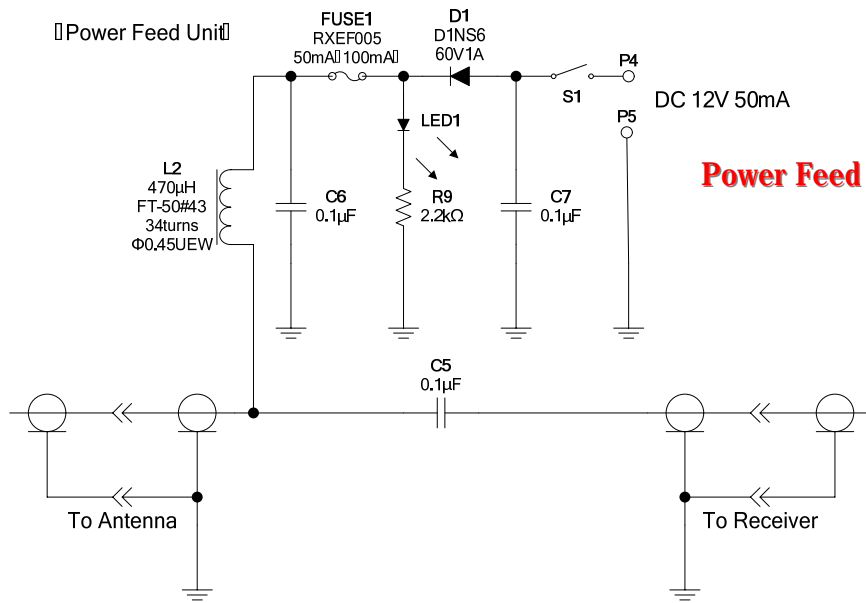 ▯Power Feed Unit▯
FUSE1
RXEF005
50mA▯100mA▯
D1
D1NS6
60V1A
P4
S1
DC 12V 50mA
P5
LED1
Power Feed
L2
470µH
FT-50#43
34turns
Φ0.45UEW
C6
0.1µF
R9
2.2kΩ
C7
0.1µF
C5
0.1µF
To Antenna
To Receiver